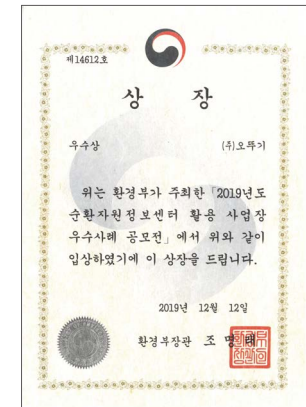 제14612호
상 장
우수상 (주)오뚜기
위는 환경부가 주최한 「2019년도
순환자원정보센터 활용 사업장
우수사례 공모전」에서 위와 같이
입상하였기에 이 상장을 드립니다.
2019년 12월 12일
환경부장관 조명래